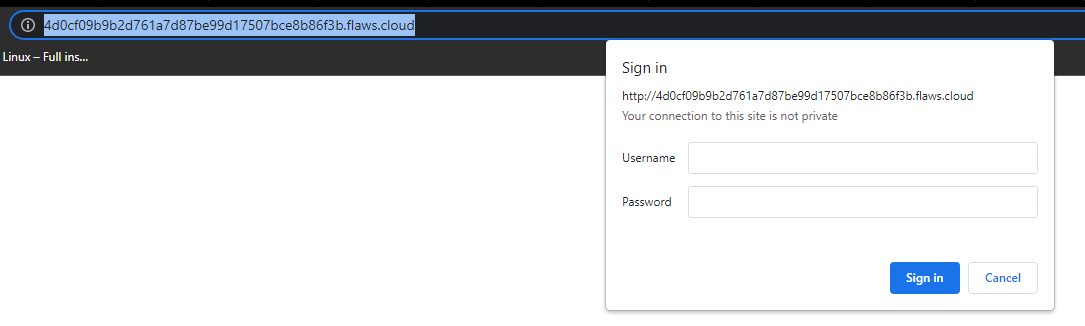 4d0cf09b9b2d761a7d87be99d17507bce8b86f3b.flaws.cloud
Linux – Full ins...
Sign in
http://4d0cf09b9b2d761a7d87be99d17507bce8b86f3b.flaws.cloud
Your connection to this site is not private
Username
Password
Sign in Cancel